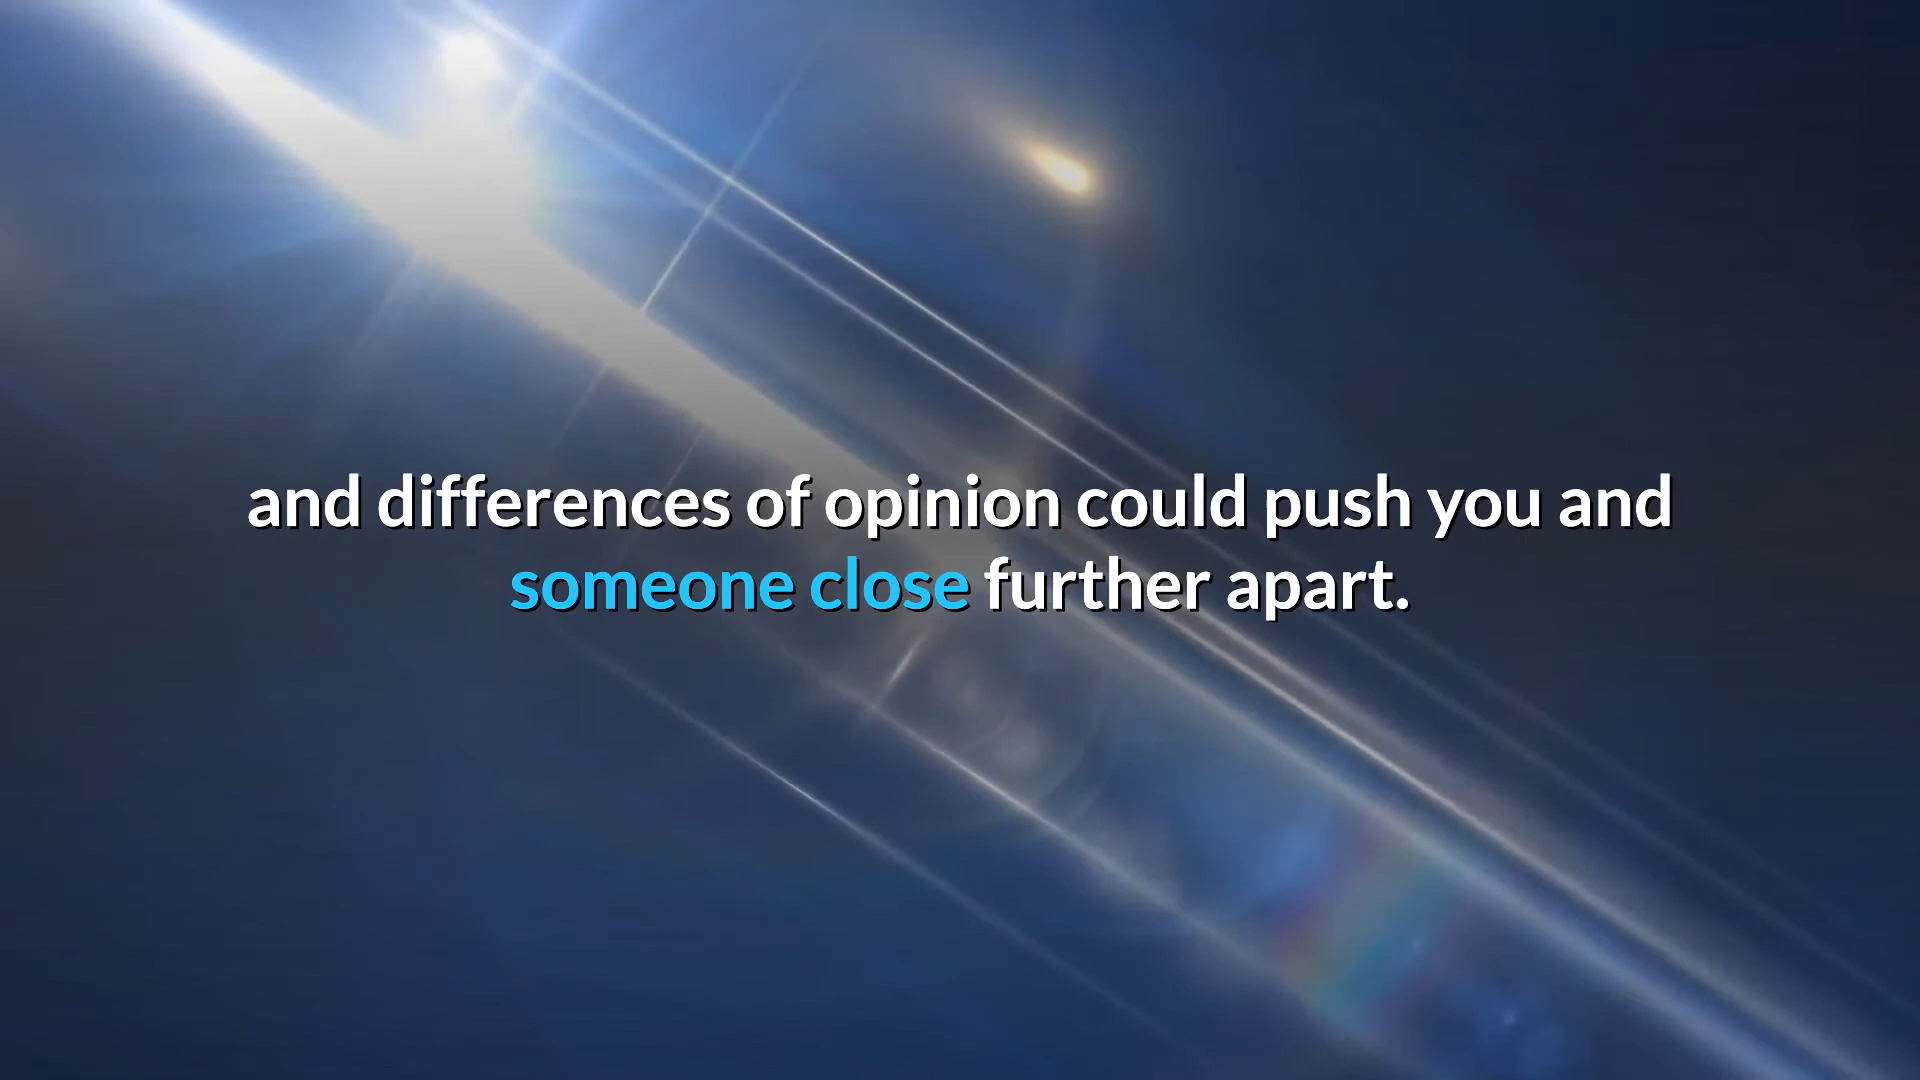 and differences of opinion could push you and
someone close further apart.